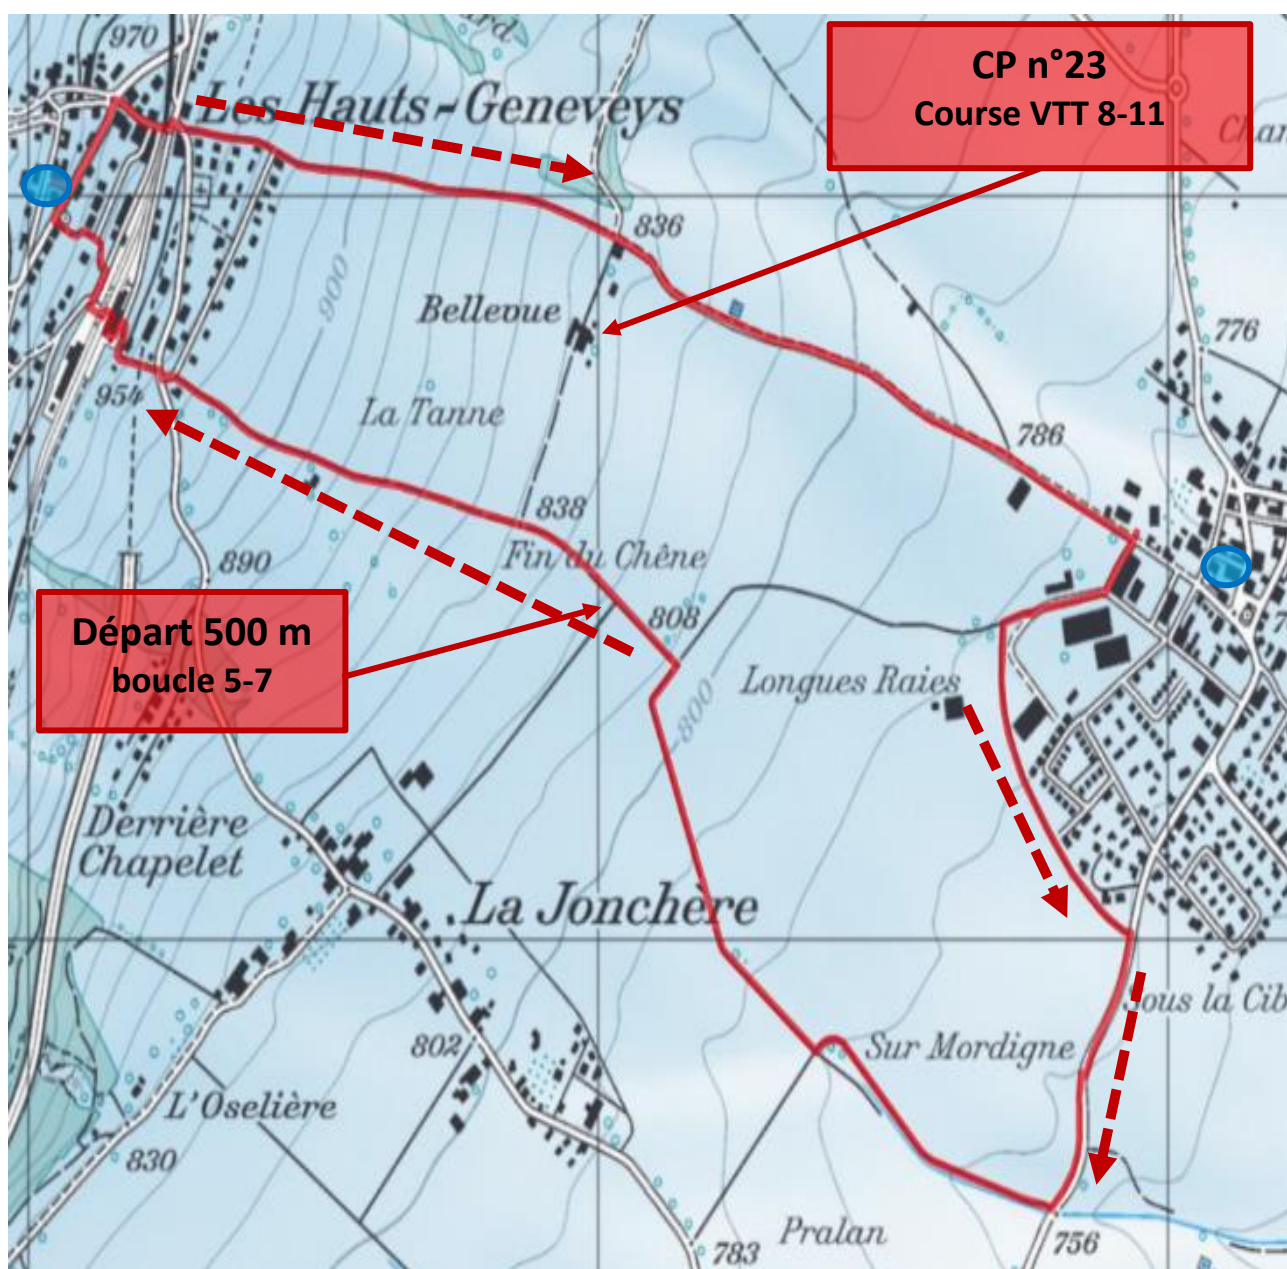 970
ard
Les Hauts-Geneveys
CP n°23
Course VTT 8-11
Char
836
900
Bellevue
776
954
La Tanne
786
838
Fin du Chêne
890
808
Départ 500 m
boucle 5-7
Longues Raies
800
Derrière
Chapelet
La Jonchère
Sous la Cib
802
Sur Mordigne
L'Oselière
830
Pralan
783
756